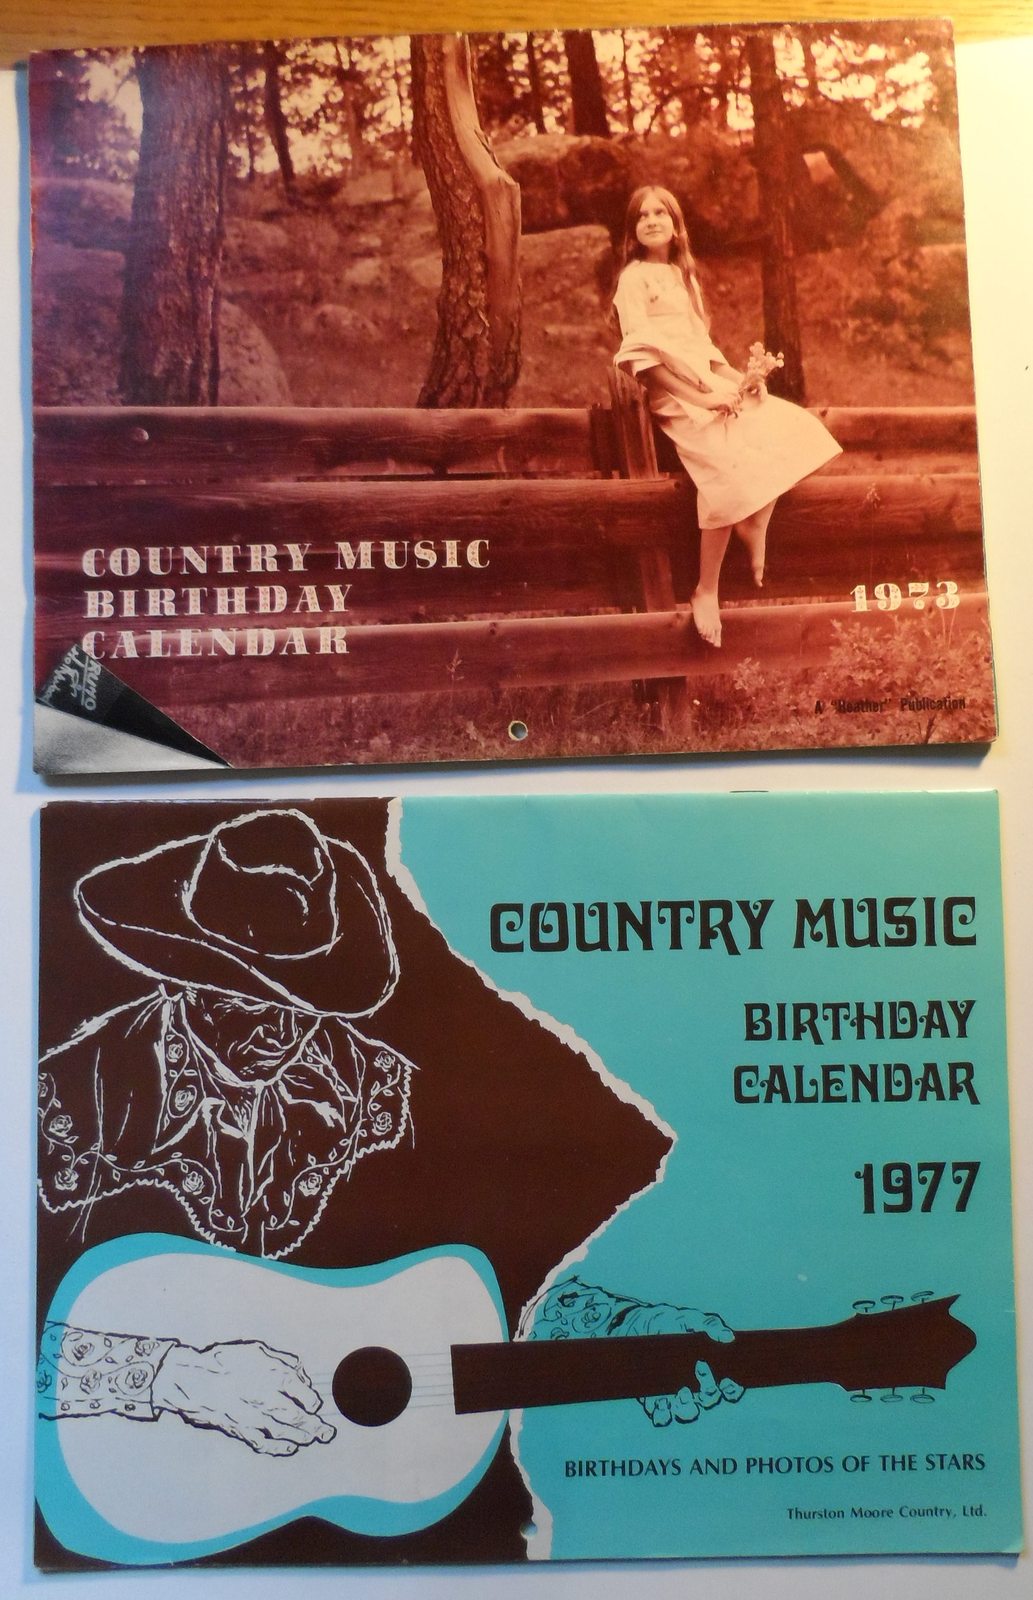 COUNTRY MUSIC
BIRTHDAY
CALENDAR
1973
A "Heather" Publication
COUNTRY MUSIC
BIRTHDAY
CALENDAR
1977
BIRTHDAYS AND PHOTOS OF THE STARS
Thurston Moore Country, Ltd.